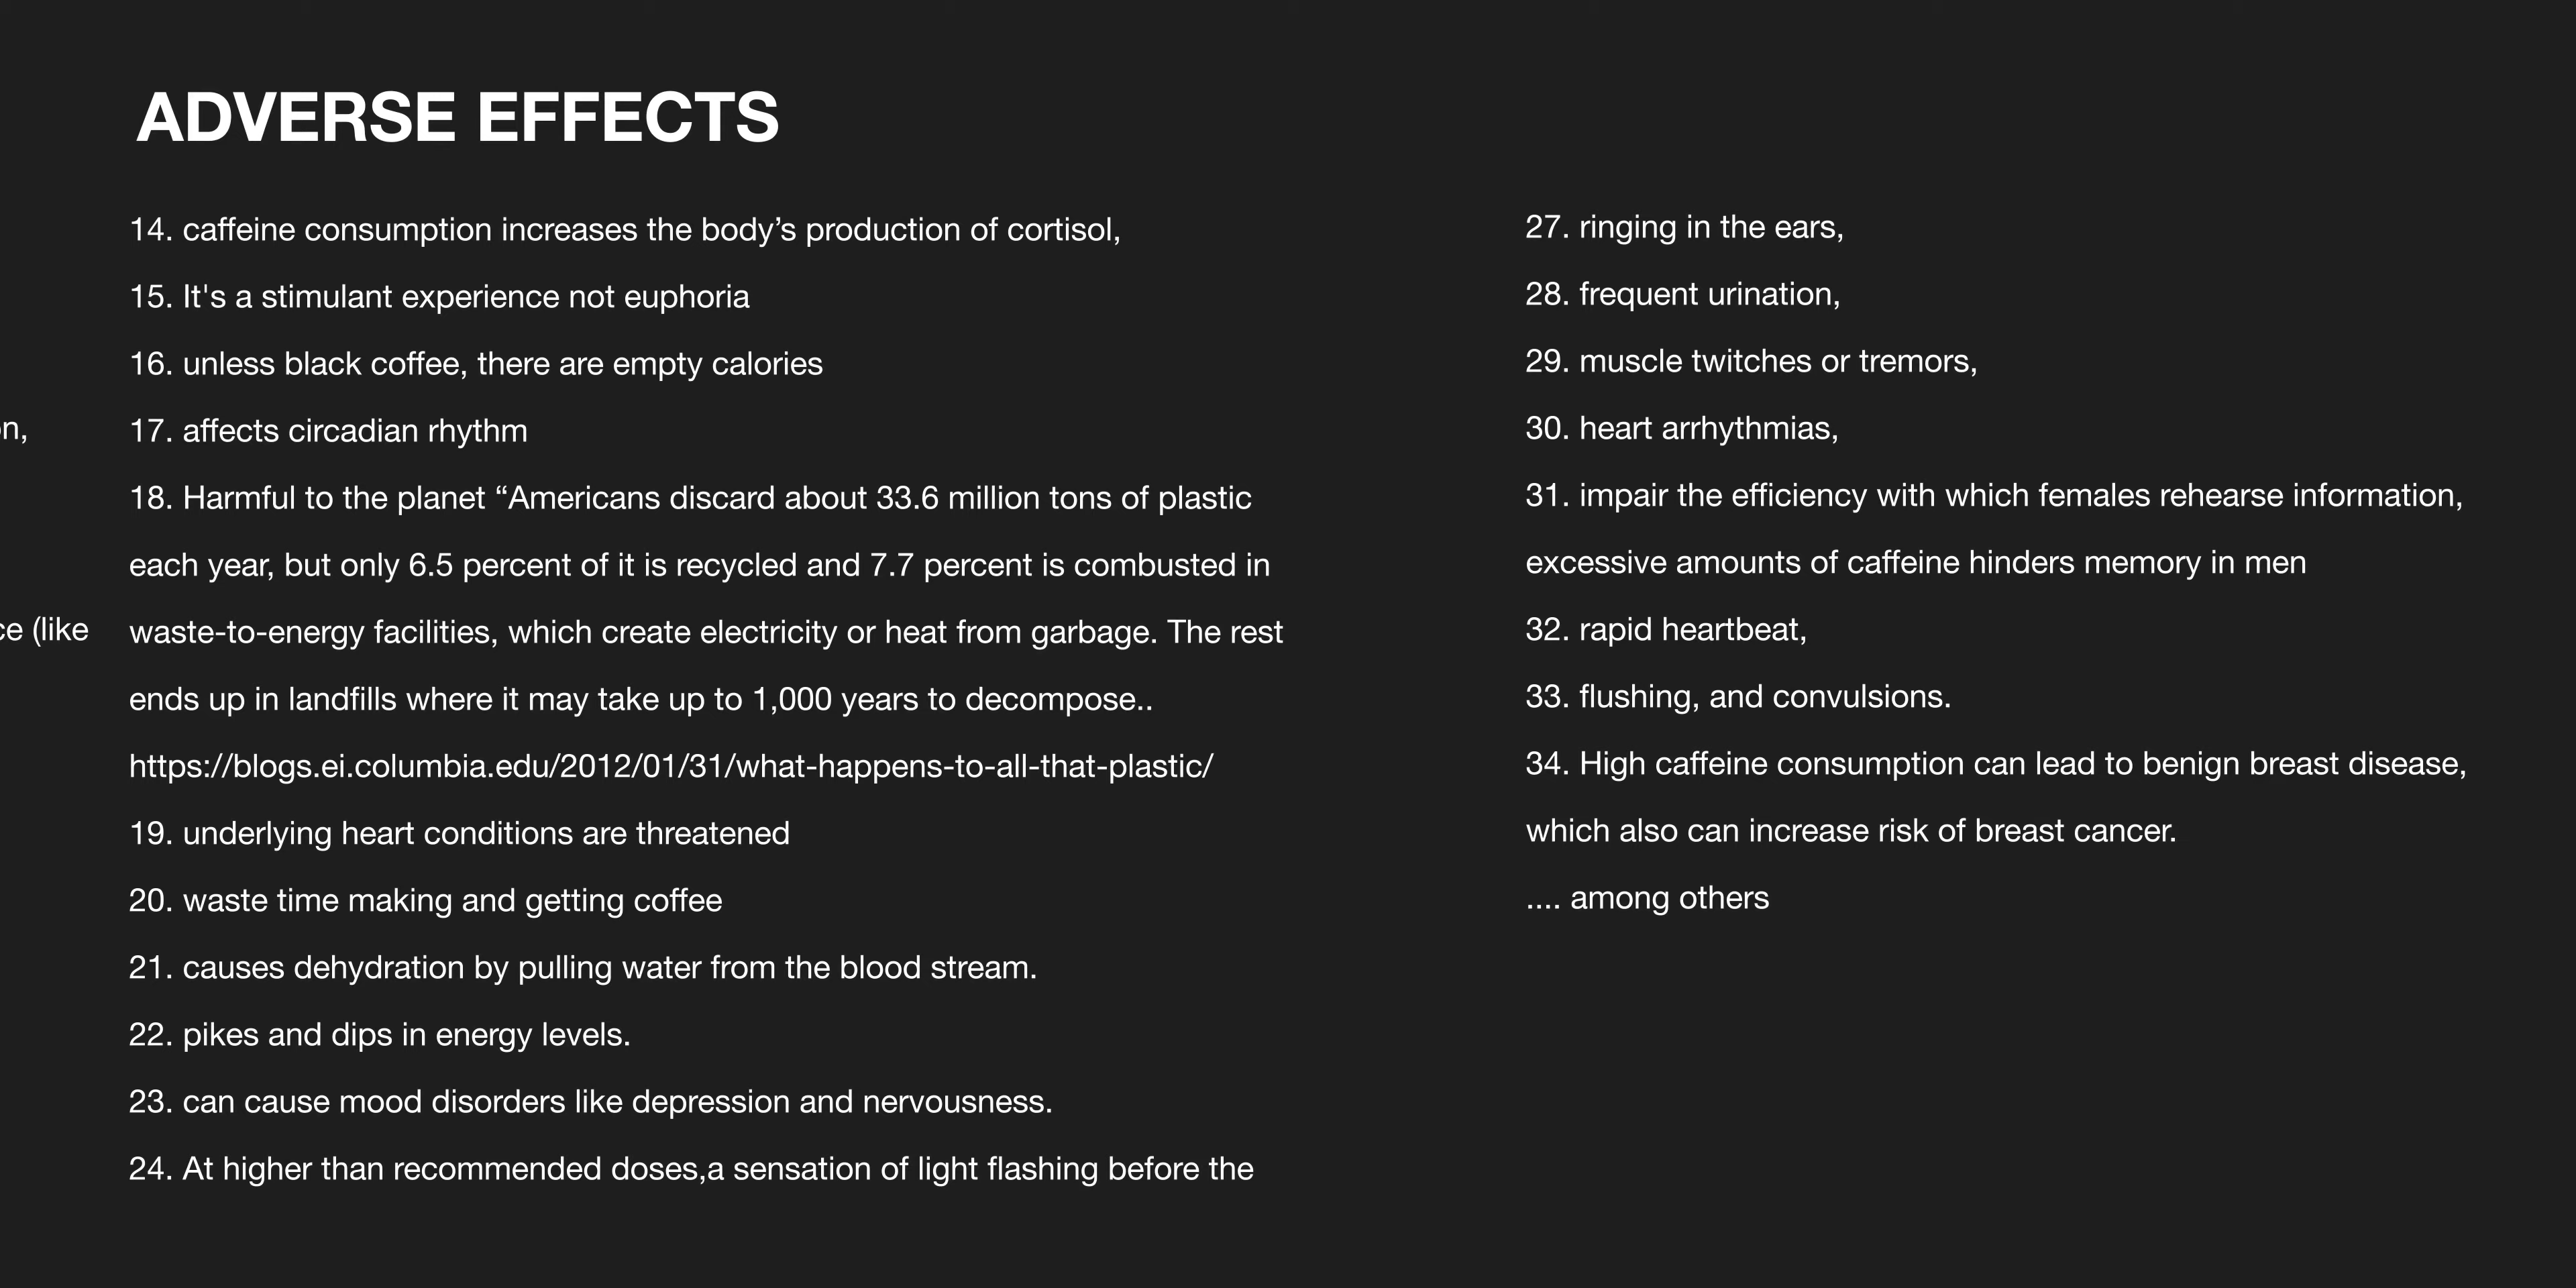 ADVERSE EFFECTS
on,
ce (like
14. caffeine consumption increases the body’s production of cortisol,
15. It's a stimulant experience not euphoria
16. unless black coffee, there are empty calories
17. affects circadian rhythm
18. Harmful to the planet “Americans discard about 33.6 million tons of plastic
each year, but only 6.5 percent of it is recycled and 7.7 percent is combusted in
waste-to-energy facilities, which create electricity or heat from garbage. The rest
ends up in landfills where it may take up to 1,000 years to decompose..
https://blogs.ei.columbia.edu/2012/01/31/what-happens-to-all-that-plastic/
19. underlying heart conditions are threatened
20. waste time making and getting coffee
21. causes dehydration by pulling water from the blood stream.
22. pikes and dips in energy levels.
23. can cause mood disorders like depression and nervousness.
24. At higher than recommended doses,a sensation of light flashing before the
27. ringing in the ears,
28. frequent urination,
29. muscle twitches or tremors,
30. heart arrhythmias,
31. impair the efficiency with which females rehearse information,
excessive amounts of caffeine hinders memory in men
32. rapid heartbeat,
33. flushing, and convulsions.
34. High caffeine consumption can lead to benign breast disease,
which also can increase risk of breast cancer.
.... among others